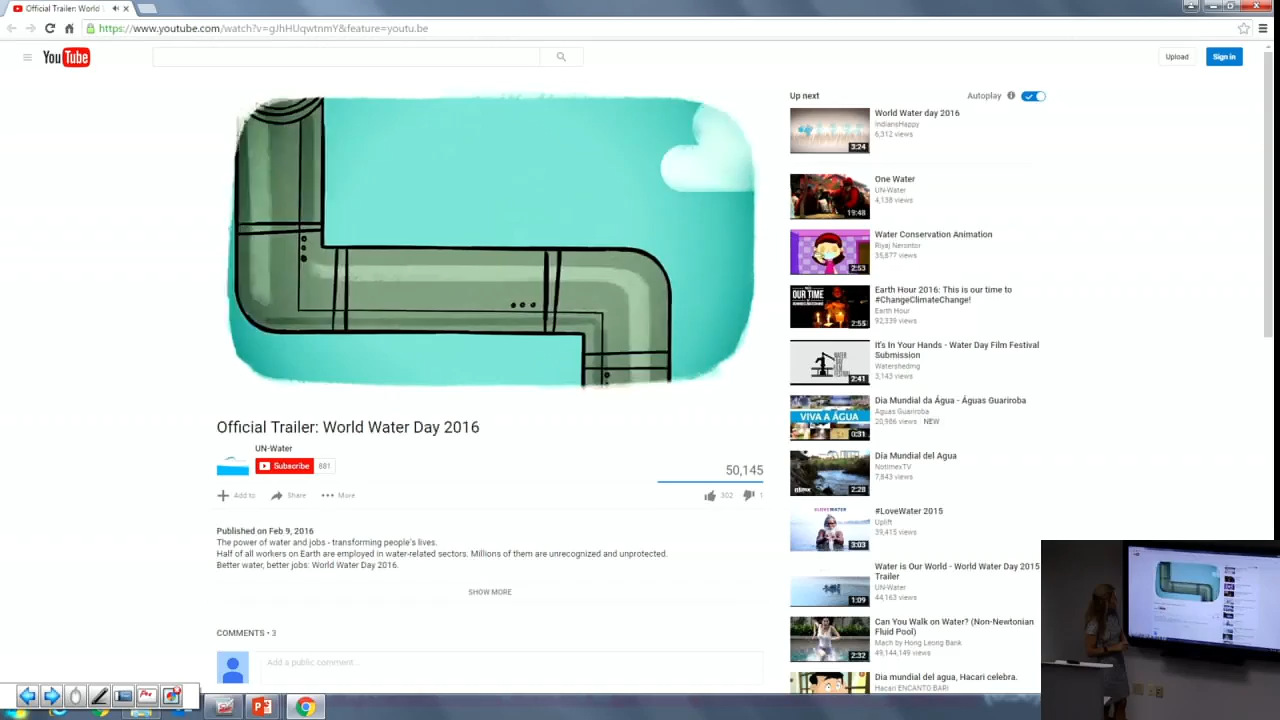 Official Trailer: World
https://www.youtube.com/watch?v=gJhHUqwtnmY&feature=youtu.be
YouTube
Upload
Sign in
Up next
Autoplay
World Water day 2016
IndiansHappy
6,312 views
3:24
One Water
UN-Water
4,138 views
19:48
Water Conservation Animation
Riyaj Nerontor
35,877 views
2:53
Earth Hour 2016: This is our time to
#ChangeClimateChange!
Earth Hour
92,339 views
OUR TIME
2:55
It's In Your Hands - Water Day Film Festival
Submission
Watershedmg
3,143 views
2:41
Dia Mundial da Água - Águas Guariroba
Águas Guariroba
20,986 views NEW
VIVA A ÁGUA
0:31
Día Mundial del Agua
NotimexTV
7,843 views
2:28
#LoveWater 2015
Uplift
39,415 views
3:03
Water is Our World - World Water Day 2015
Trailer
UN-Water
44,163 views
1:09
Can You Walk on Water? (Non-Newtonian
Fluid Pool)
Mach by Hong Leong Bank
49,144,149 views
2:32
Dia mundial del agua, Hacari celebra.
Hacari ENCANTO BARI
Official Trailer: World Water Day 2016
UN-Water
Subscribe 881
50,145
Add to Share More
302 1
Published on Feb 9, 2016
The power of water and jobs - transforming people's lives.
Half of all workers on Earth are employed in water-related sectors. Millions of them are unrecognized and unprotected.
Better water, better jobs: World Water Day 2016.
SHOW MORE
COMMENTS • 3
Add a public comment...